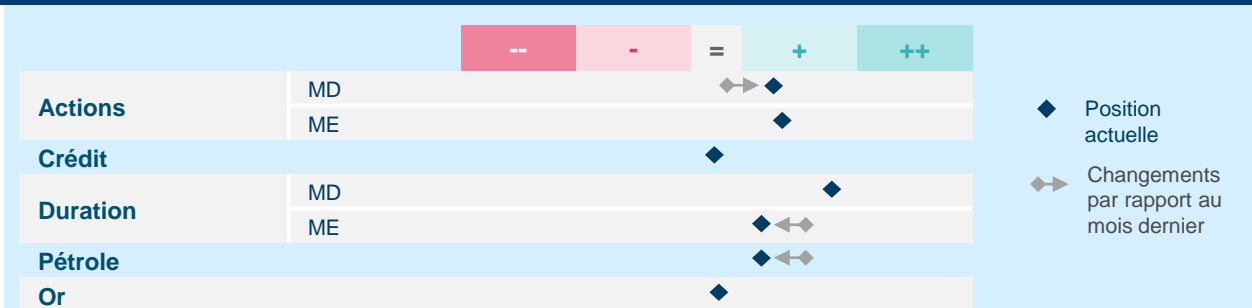 -- - = + ++
Actions
MD
ME
Crédit
Duration
MD
ME
Pétrole
Or
Position
actuelle
Changements
par rapport au
mois dernier